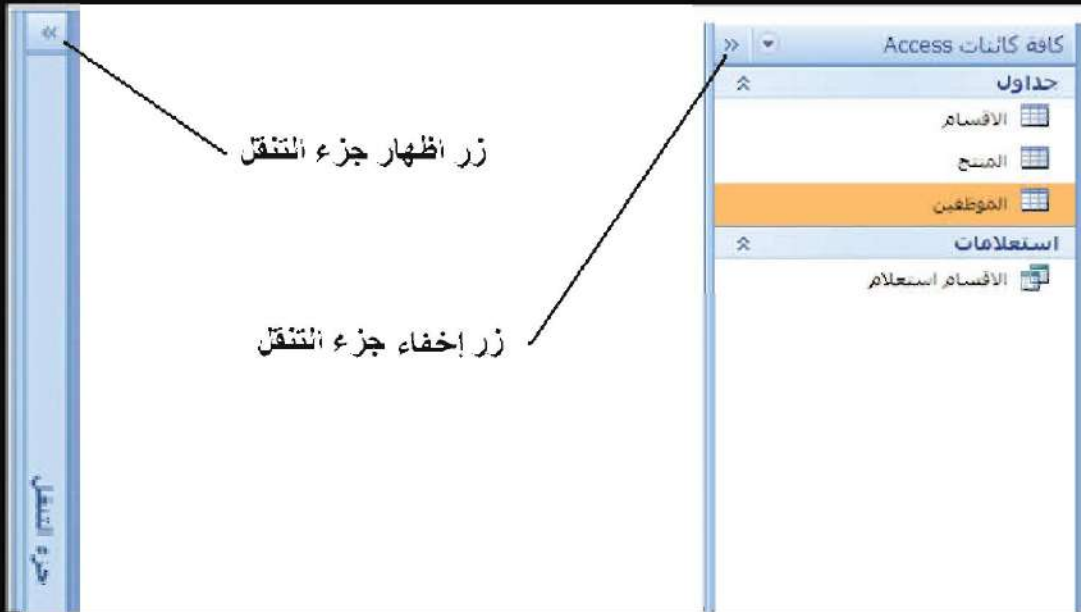 كافة كائنات Access
جداول
الاقسام
المنتج
الموظفين
استعلامات
الاقسام استعلام
زر اظهار جزء التنقل
زر إخفاء جزء التنقل
جزء التنقل